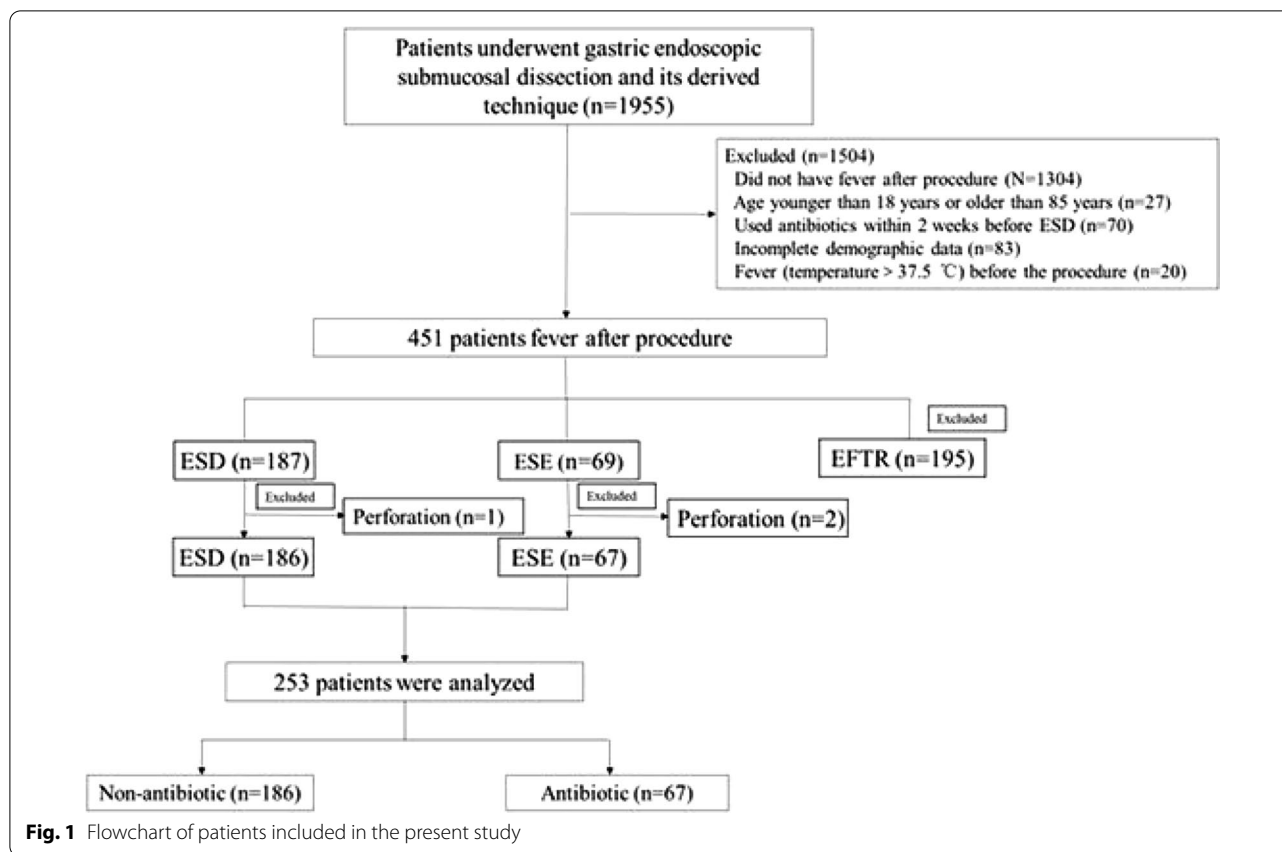 Patients underwent gastric endoscopic
submucosal dissection and its derived
technique (n=1955)
Excluded (n=1504)
Did not have fever after procedure (N=1304)
Age younger than 18 years or older than 85 years (n=27)
Used antibiotics within 2 weeks before ESD (n=70)
Incomplete demographic data (n=83)
Fever (temperature > 37.5 ℃) before the procedure (n=20)
451 patients fever after procedure
Excluded
ESD (n=187)
ESE (n=69)
EFTR (n=195)
Excluded
Excluded
Perforation (n=1)
Perforation (n=2)
ESD (n=186)
ESE (n=67)
253 patients were analyzed
Non-antibiotic (n=186)
Antibiotic (n=67)
Fig. 1 Flowchart of patients included in the present study